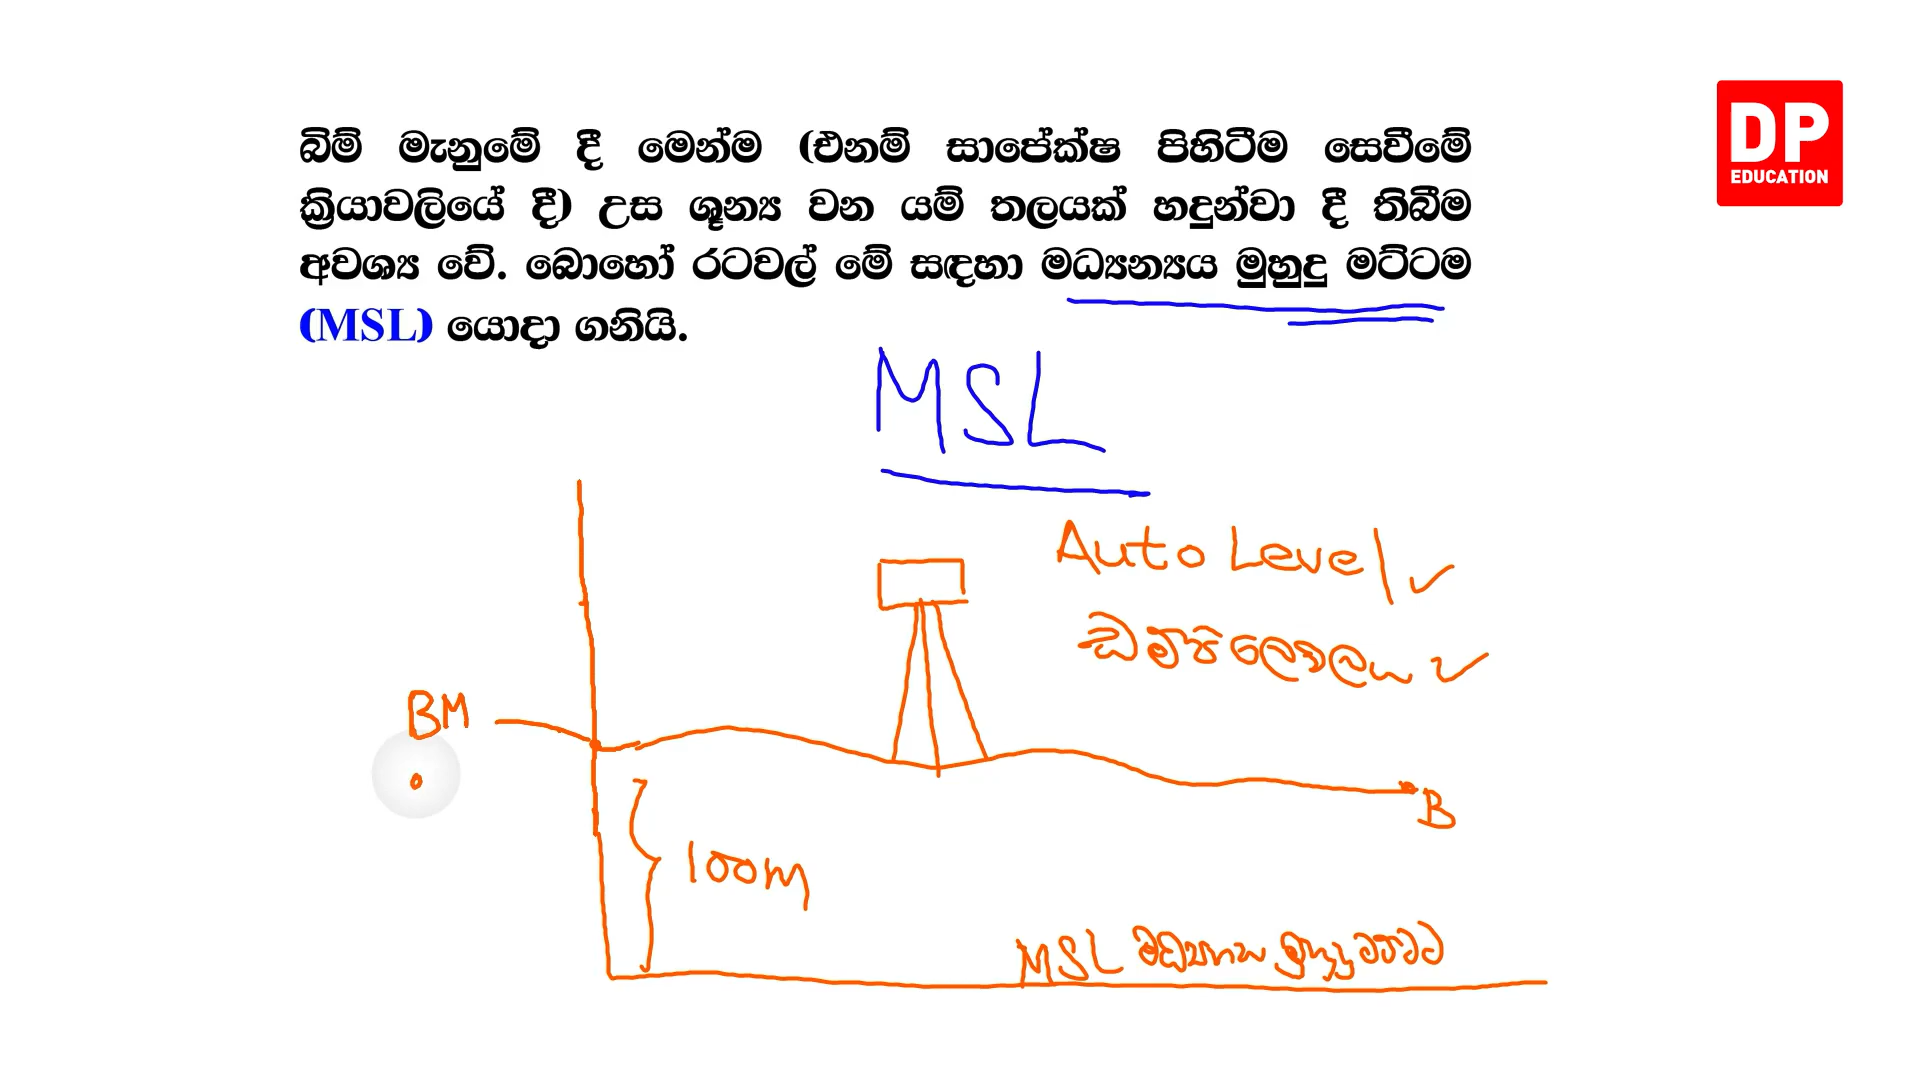 DP
EDUCATION
බිම් මැනුමේ දී මෙන්ම (එනම් සාපේක්ෂ පිහිටීම සෙවීමේ
ක්‍රියාවලියේ දී) උස ශූන්‍ය වන යම් තලයක් හඳුන්වා දී තිබීම
අවශ්‍ය වේ. බොහෝ රටවල් මේ සඳහා මධ්‍යන්‍යය මුහුදු මට්ටම
(MSL) යොදා ගනියි.
MSL
Auto Level
ඩම්පි ලෙවලය
BM
B
100m
MSL මධ්‍යන්‍ය මුහුදු මට්ටම